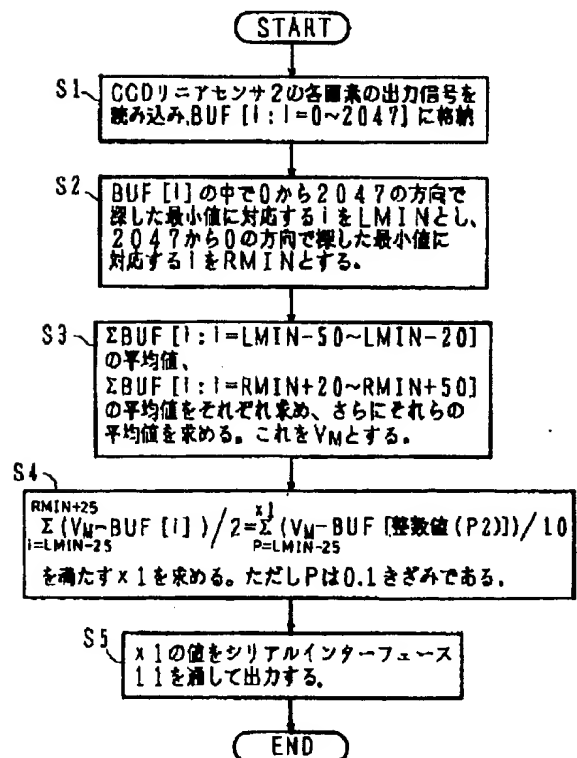 START
S1
CCDリニアセンサ2の各画素の出力信号を
読み込み,BUF[i:i=0~2047]に格納
S2
BUF[i]の中で0から2047の方向で
探した最小値に対応するiをLMINとし、
2047から0の方向で探した最小値に
対応するiをRMINとする。
S3
ΣBUF[i:i=LMIN-50~LMIN-20]
の平均値、
ΣBUF[i:i=RMIN+20~RMIN+50]
の平均値をそれぞれ求め、さらにそれらの
平均値を求める。これをVMとする。
S4
RMIN+25 x1
Σ(VM-BUF[i])/2=Σ(VM-BUF[整数値(P2)])/10
i=LMIN-25 P=LMIN-25
を満たすx1を求める。ただしPは0.1きざみである.
S5
x1の値をシリアルインターフェース
11を通して出力する。
END